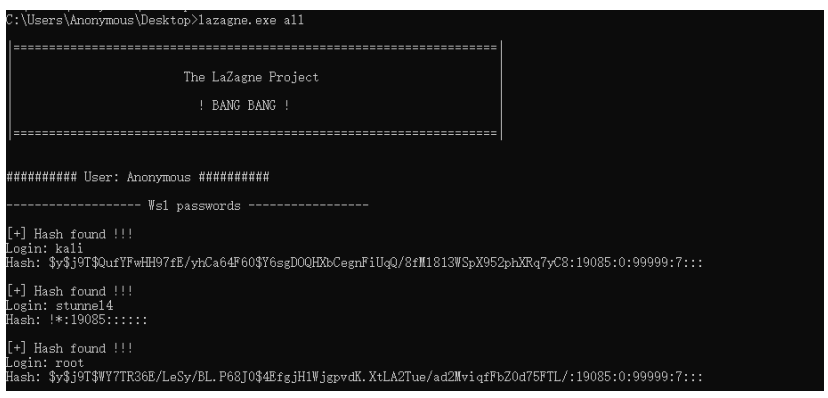 C:\Users\Anonymous\Desktop>lazagne.exe all
|====================================================================|
The LaZagne Project
! BANG BANG !
|====================================================================|
########## User: Anonymous ##########
------------------- Wsl passwords -----------------
[+] Hash found !!!
Login: kali
Hash: $y$j9T$QufYFwHH97fE/yhCa64F60$Y6sgDOQHXbCegnFiUqQ/8fM1813WSpX952phXRq7yC8:19085:0:99999:7:::
[+] Hash found !!!
Login: stunnel4
Hash: !*:19085::::::
[+] Hash found !!!
Login: root
Hash: $y$j9T$WY7TR36E/LeSy/BL.P68J0$4EfgjH1WjgpvdK.XtLA2Tue/ad2MviqfFbZ0d75FTL/:19085:0:99999:7:::